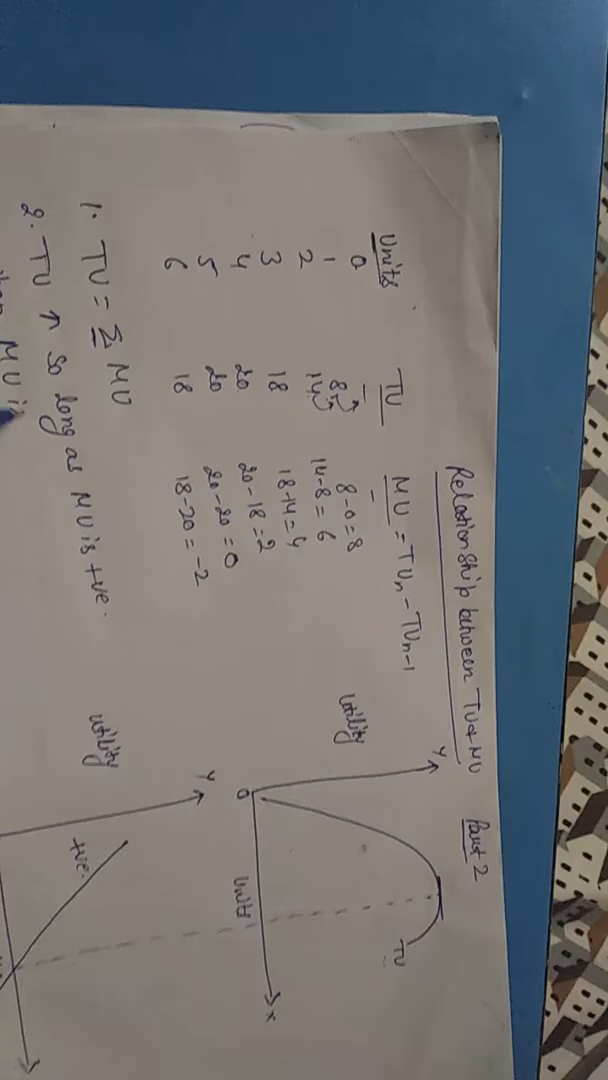 Relationship between TU & MU Part 2
Units TU MU = TUn - TUn-1
0 -
1 8 8-0=8
2 14 14-8=6
3 18 18-14=4
4 20 20-18=2
5 20 20-20=0
6 18 18-20=-2
1. TU = Σ MU
2. TU ↑ so long as MU is +ve.
MU is
Y
Utility
TU
O Units X
Y
Utility
+ve